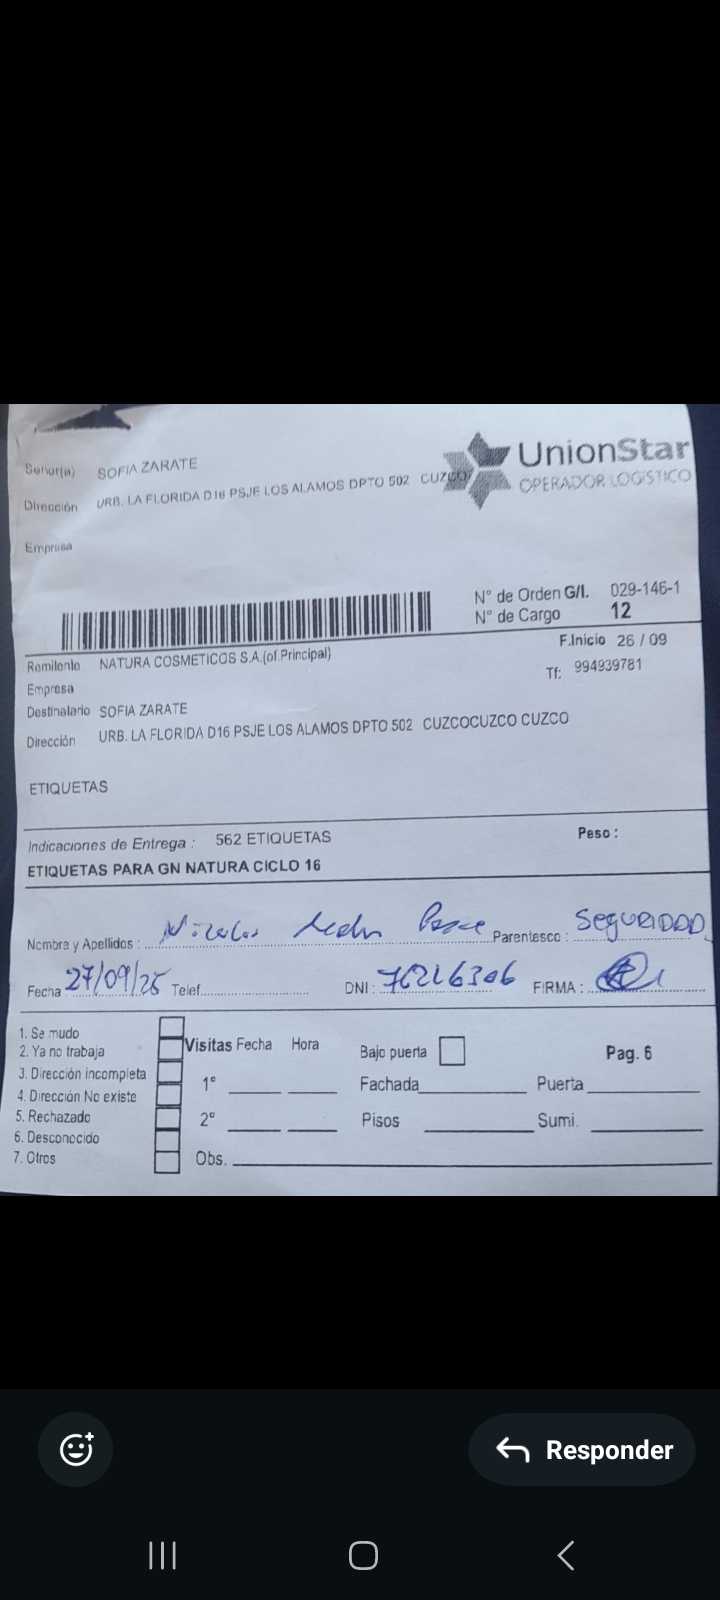 Señor(a) SOFIA ZARATE
Dirección URB. LA FLORIDA D16 PSJE LOS ALAMOS DPTO 502 CUZCO
Empresa
UnionStar
OPERADOR LOGÍSTICO
N° de Orden G/I. 029-146-1
N° de Cargo 12
F.Inicio 26 / 09
Remitente NATURA COSMETICOS S.A.(of.Principal)
Empresa
Tf: 994939781
Destinatario SOFIA ZARATE
Dirección URB. LA FLORIDA D16 PSJE LOS ALAMOS DPTO 502 CUZCOCUZCO CUZCO
ETIQUETAS
Indicaciones de Entrega : 562 ETIQUETAS Peso :
ETIQUETAS PARA GN NATURA CICLO 16
Nombre y Apellidos : Parentesco : SEGURIDAD
Fecha 27/09/25 Telef. DNI : 76216306 FIRMA :
1. Se mudo
2. Ya no trabaja
3. Dirección incompleta
4. Dirección No existe
5. Rechazado
6. Desconocido
7. Otros
Visitas Fecha Hora Bajo puerta Pag. 6
1° Fachada Puerta
2° Pisos Sumi.
Obs.
Responder